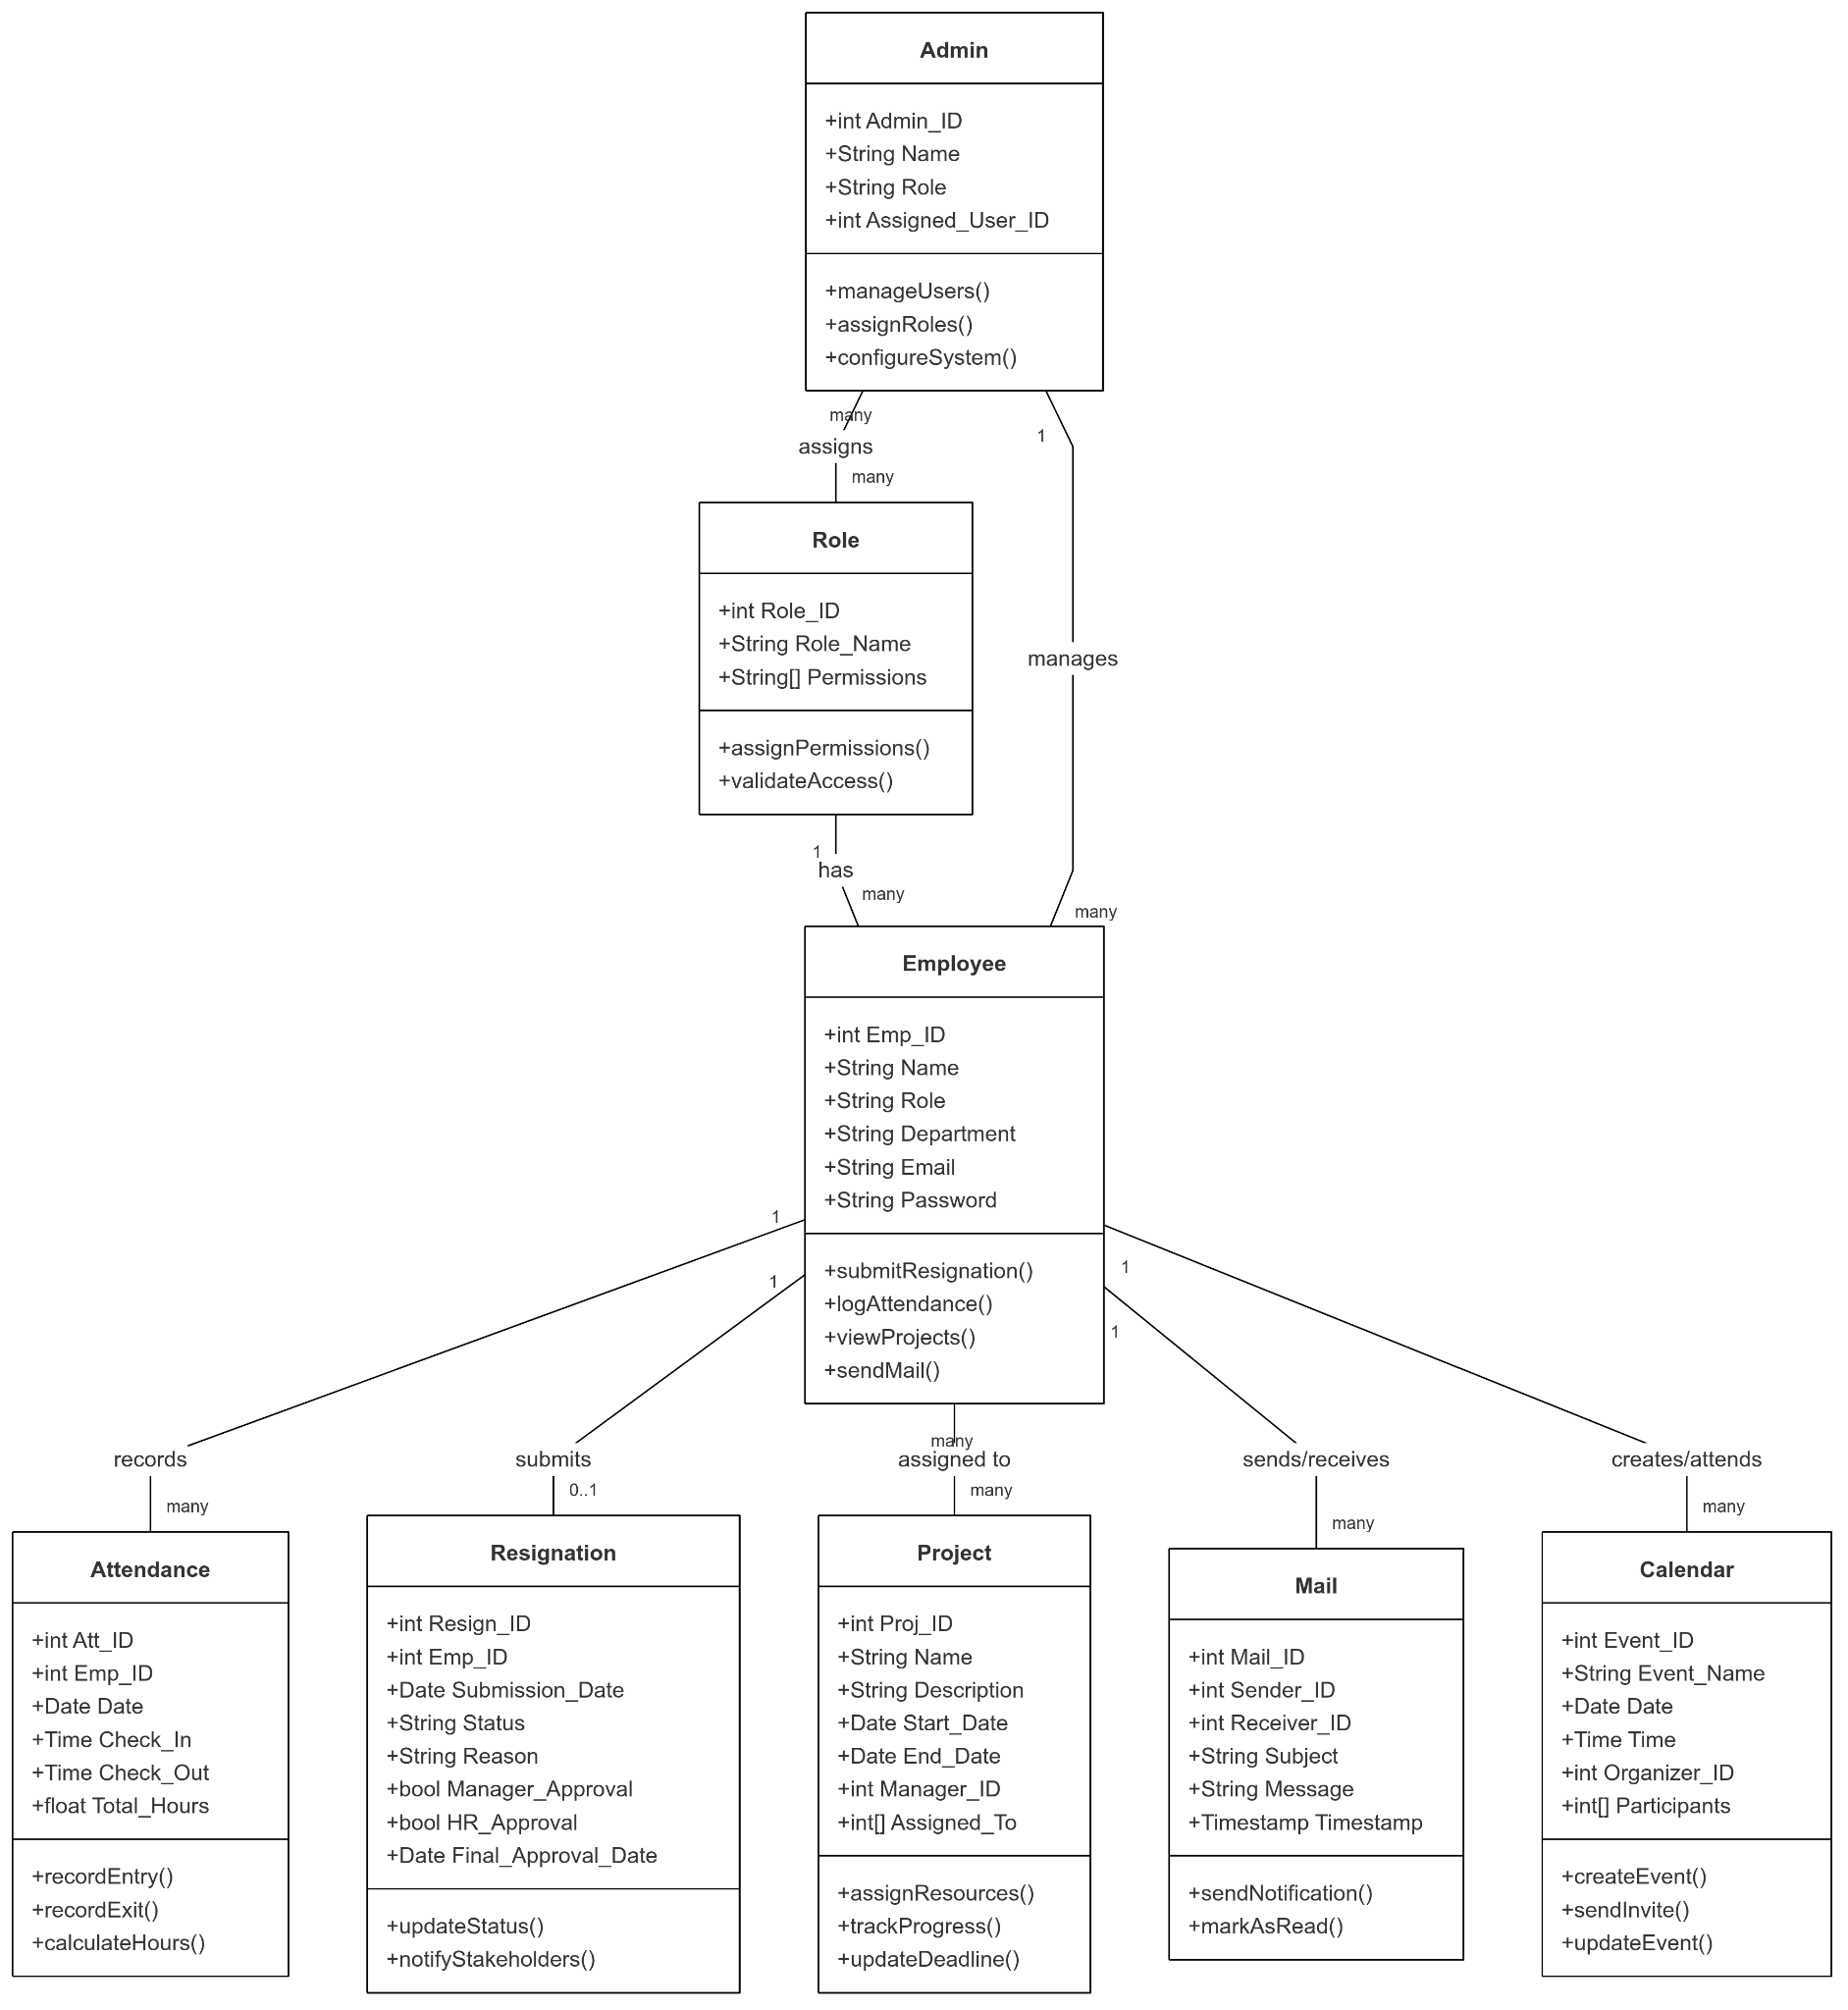 Admin
+int Admin_ID
+String Name
+String Role
+int Assigned_User_ID
+manageUsers()
+assignRoles()
+configureSystem()
many
1
assigns
many
Role
+int Role_ID
+String Role_Name
+String[] Permissions
manages
+assignPermissions()
+validateAccess()
1
has
many
many
Employee
+int Emp_ID
+String Name
+String Role
+String Department
+String Email
+String Password
+submitResignation()
+logAttendance()
+viewProjects()
+sendMail()
1
1
1
1
many
records
submits
assigned to
sends/receives
creates/attends
many
0..1
many
many
many
Attendance
+int Att_ID
+int Emp_ID
+Date Date
+Time Check_In
+Time Check_Out
+float Total_Hours
+recordEntry()
+recordExit()
+calculateHours()
Resignation
+int Resign_ID
+int Emp_ID
+Date Submission_Date
+String Status
+String Reason
+bool Manager_Approval
+bool HR_Approval
+Date Final_Approval_Date
+updateStatus()
+notifyStakeholders()
Project
+int Proj_ID
+String Name
+String Description
+Date Start_Date
+Date End_Date
+int Manager_ID
+int[] Assigned_To
+assignResources()
+trackProgress()
+updateDeadline()
Mail
+int Mail_ID
+int Sender_ID
+int Receiver_ID
+String Subject
+String Message
+Timestamp Timestamp
+sendNotification()
+markAsRead()
Calendar
+int Event_ID
+String Event_Name
+Date Date
+Time Time
+int Organizer_ID
+int[] Participants
+createEvent()
+sendInvite()
+updateEvent()